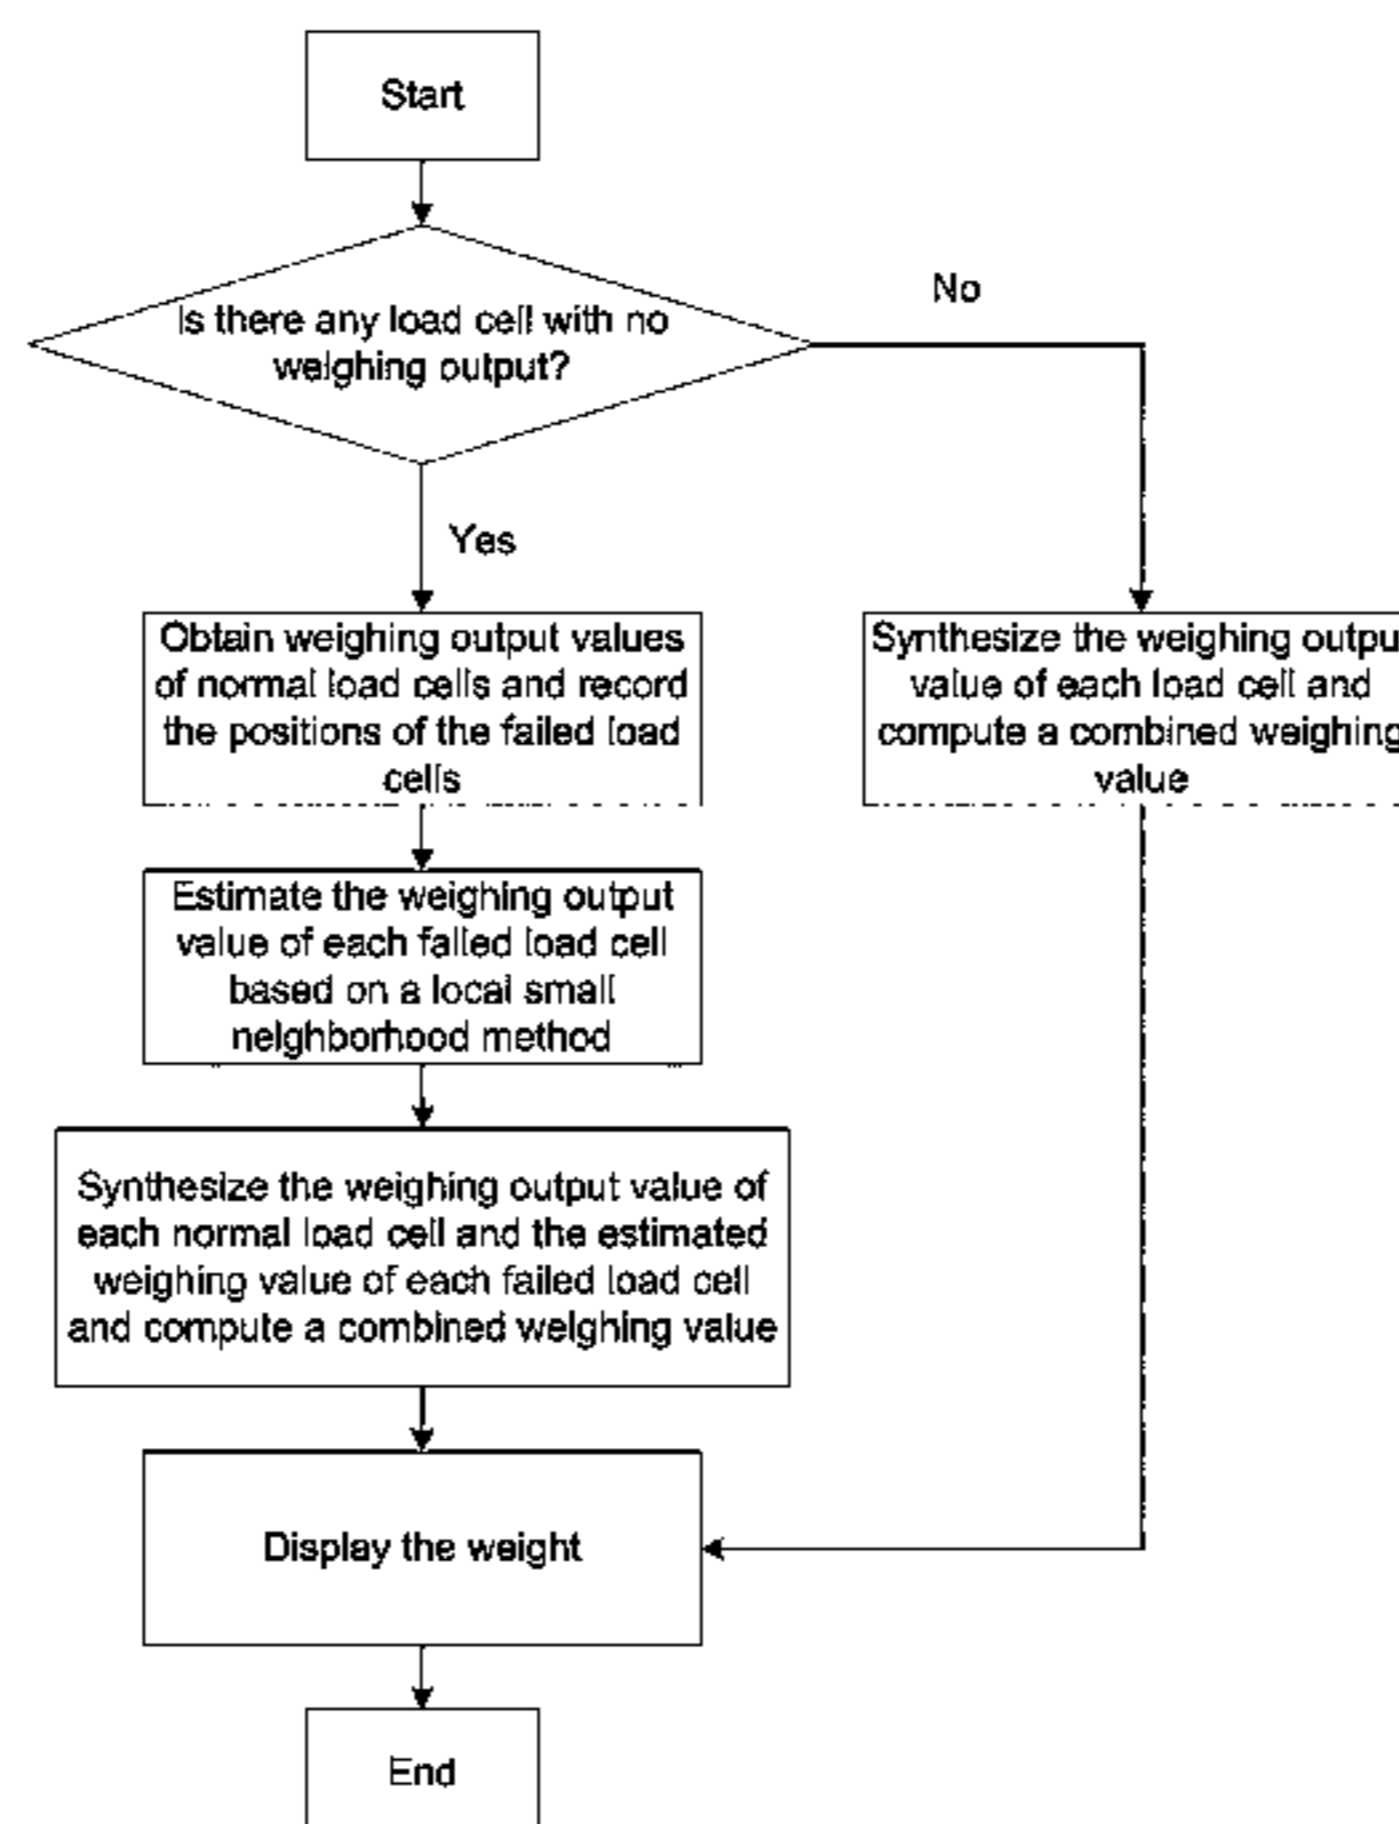 Start
Is there any load cell with no
weighing output?
No
Yes
Obtain weighing output values
of normal load cells and record
the positions of the failed load
cells
Synthesize the weighing outpu
value of each load cell and
compute a combined weighing
value
Estimate the weighing output
value of each failed load cell
based on a local small
neighborhood method
Synthesize the weighing output value of
each normal load cell and the estimated
weighing value of each failed load cell
and compute a combined weighing value
Display the weight
End